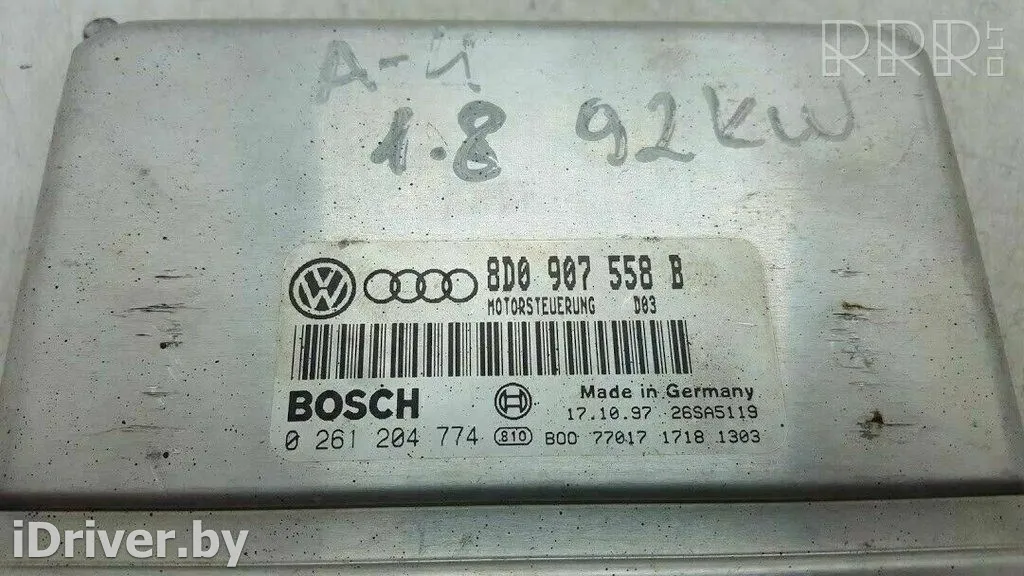 RRR.LT
A-4
1.8 92KW
8D0 907 558 B
MOTORSTEUERUNG D03
BOSCH
Made in Germany
17.10.97 26SA5119
0 261 204 774 810 B00 77017 1718 1303
iDriver.by